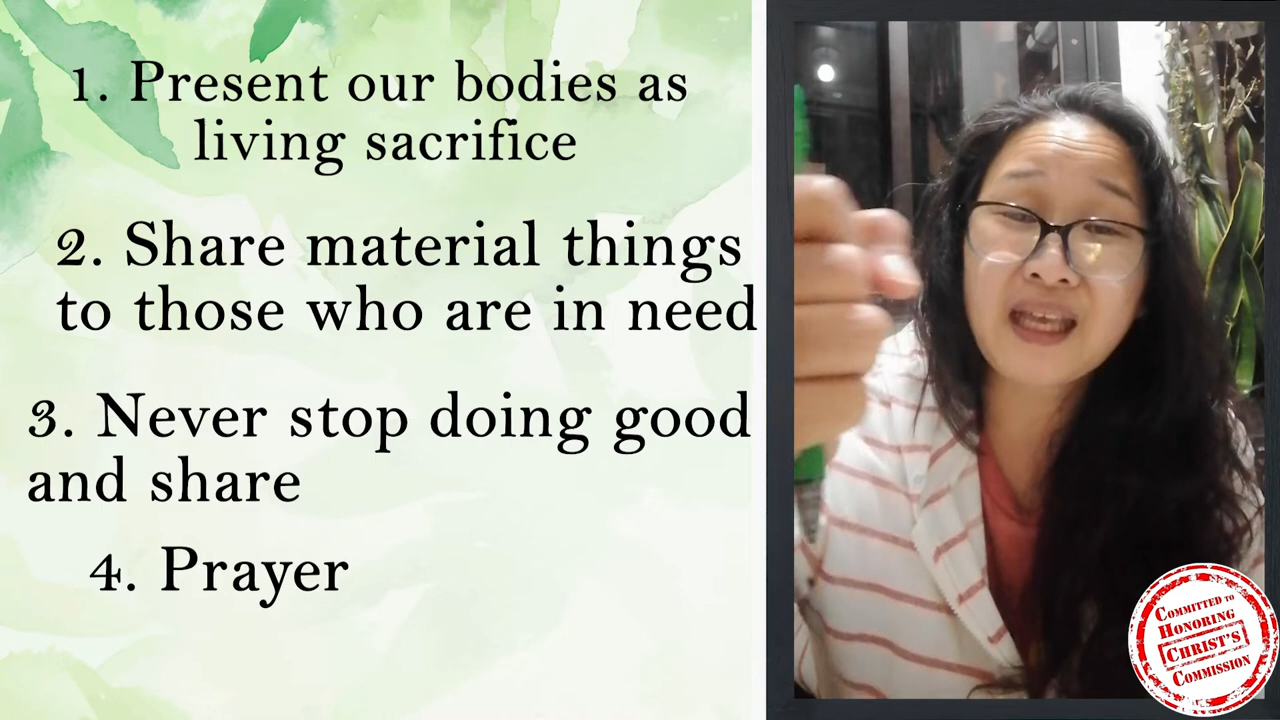 1. Present our bodies as
living sacrifice
2. Share material things
to those who are in need
3. Never stop doing good
and share
4. Prayer
COMMITTED TO
HONORING
CHRIST'S
COMMISSION